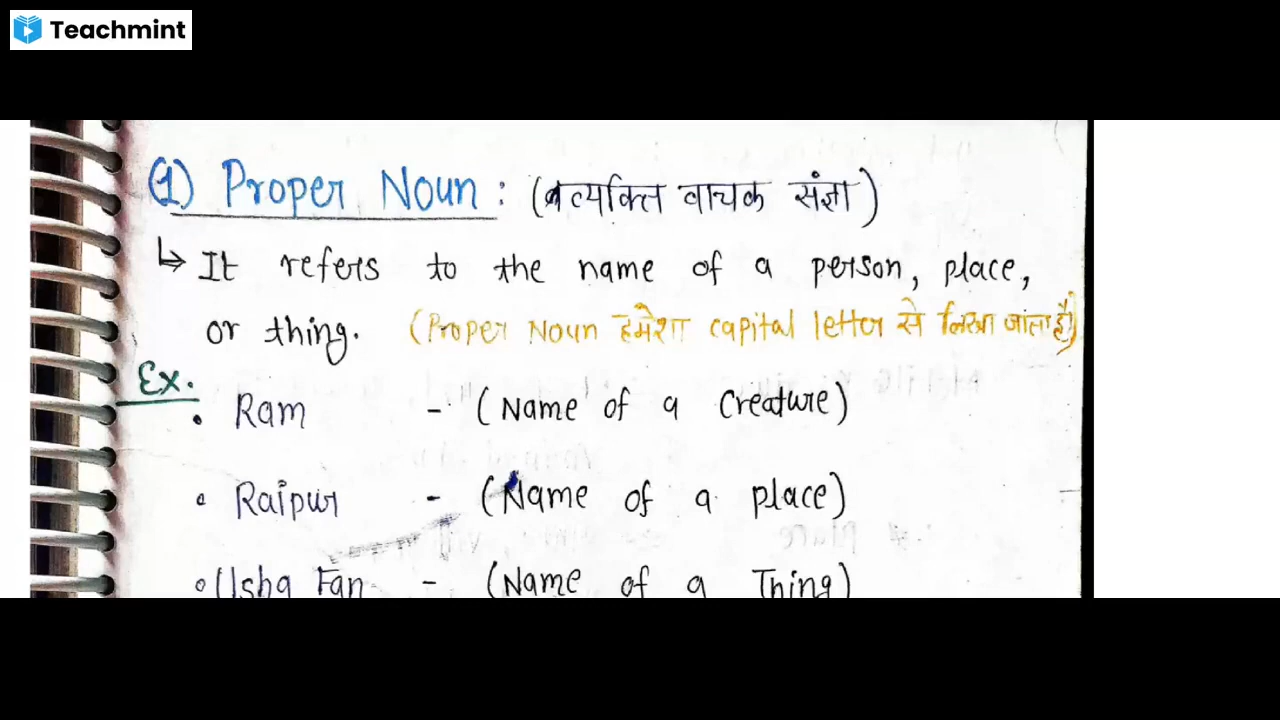 Teachmint
(1) Proper Noun : (व्यक्ति वाचक संज्ञा)
↳ It refers to the name of a person, place,
or thing. (Proper Noun हमेशा capital letter से लिखा जाता है)
Ex.
• Ram - (Name of a Creature)
• Raipur - (Name of a place)
• Usha Fan - (Name of a Thing)